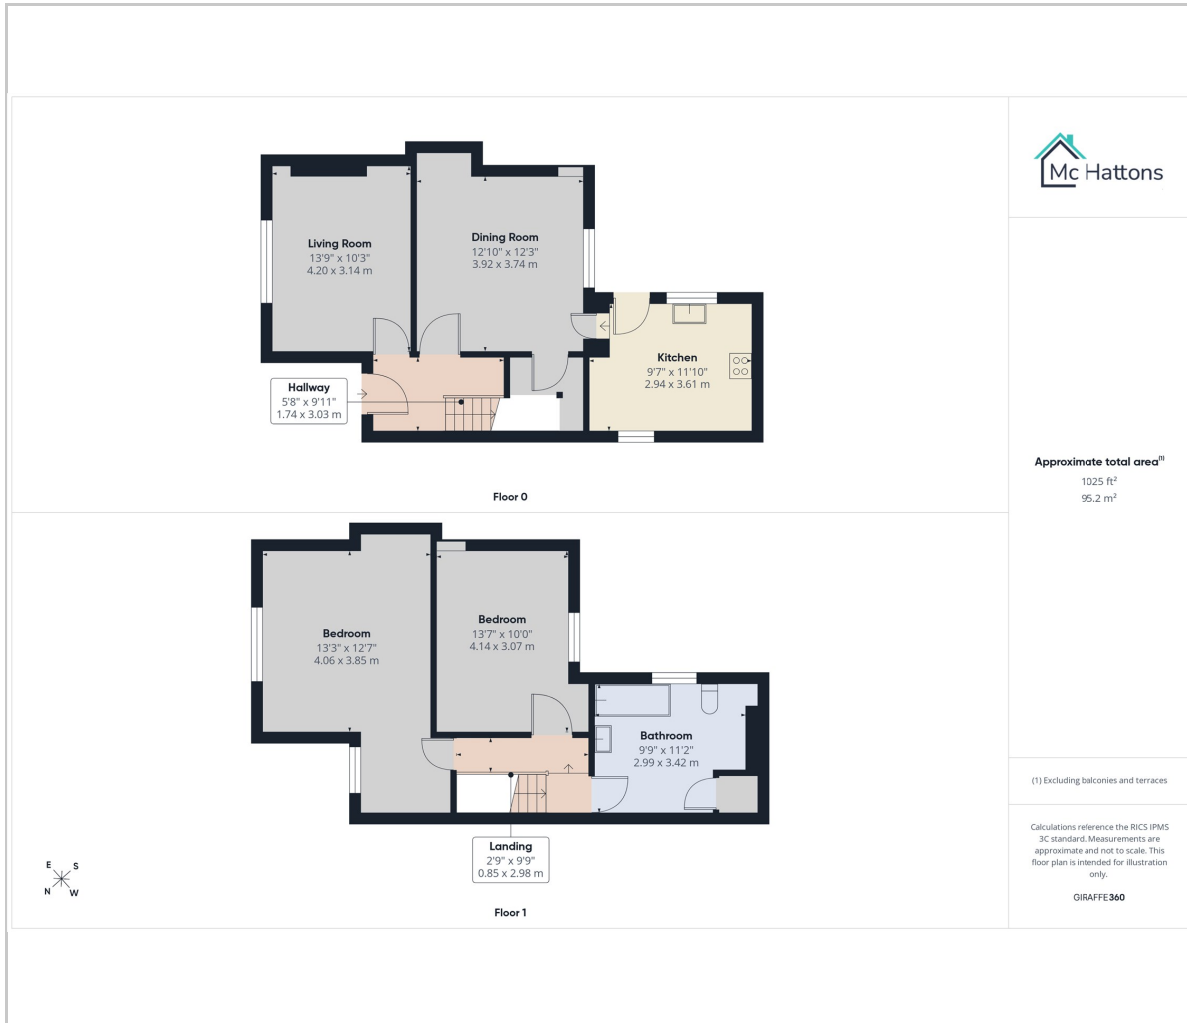 Living Room
13'9" x 10'3"
4.20 x 3.14 m
Dining Room
12'10" x 12'3"
3.92 x 3.74 m
Kitchen
9'7" x 11'10"
2.94 x 3.61 m
Hallway
5'8" x 9'11"
1.74 x 3.03 m
Floor 0
Bedroom
13'3" x 12'7"
4.06 x 3.85 m
Bedroom
13'7" x 10'0"
4.14 x 3.07 m
Bathroom
9'9" x 11'2"
2.99 x 3.42 m
Landing
2'9" x 9'9"
0.85 x 2.98 m
E S
N W
Floor 1
Mc Hattons
Approximate total area(1)
1025 ft²
95.2 m²
(1) Excluding balconies and terraces
Calculations reference the RICS IPMS
3C standard. Measurements are
approximate and not to scale. This
floor plan is intended for illustration
only.
GIRAFFE360